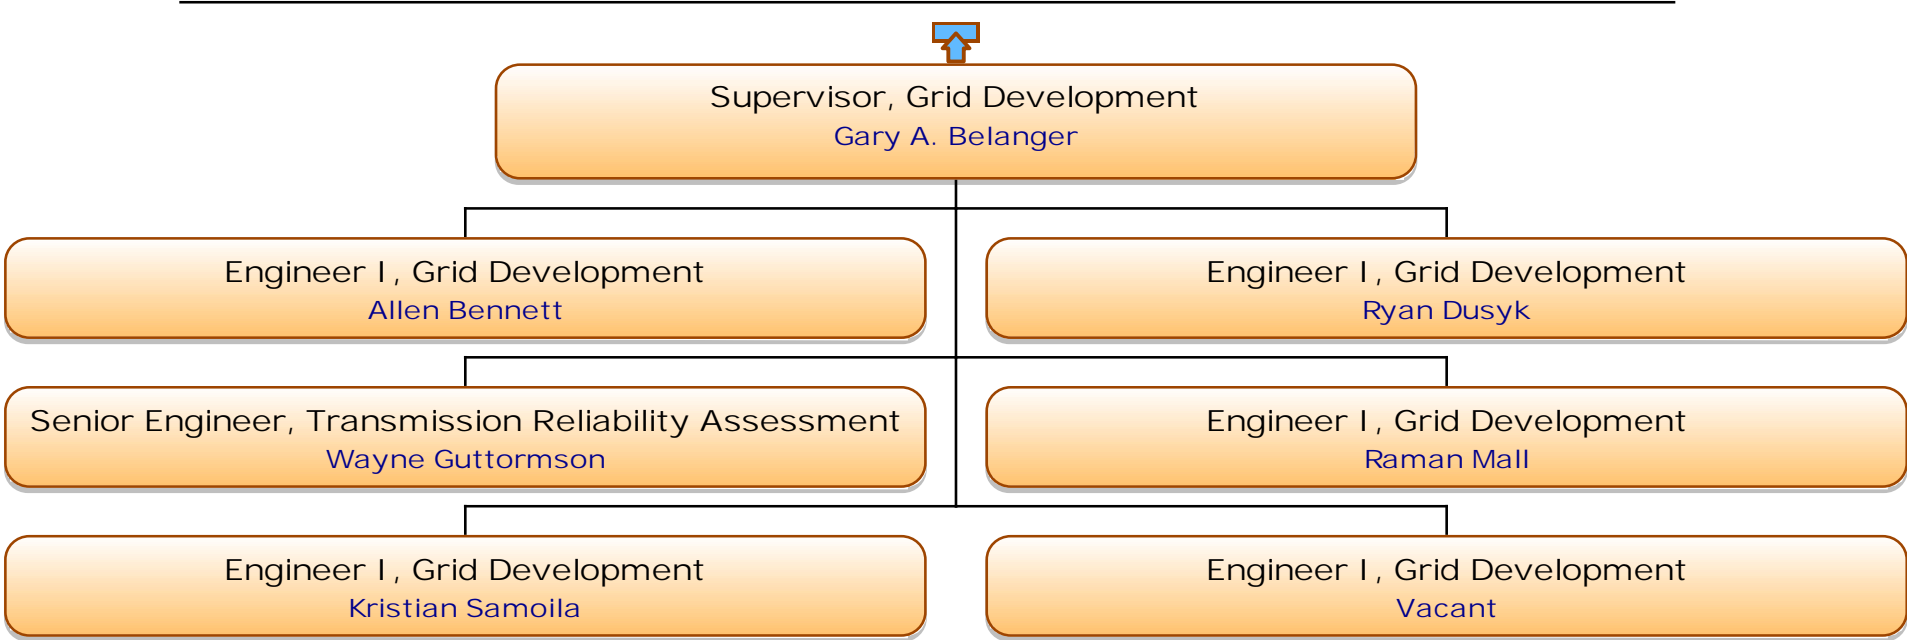 Supervisor, Grid Development
Gary A. Belanger
Engineer I, Grid Development
Allen Bennett
Engineer I, Grid Development
Ryan Dusyk
Senior Engineer, Transmission Reliability Assessment
Wayne Guttormson
Engineer I, Grid Development
Raman Mall
Engineer I, Grid Development
Kristian Samoila
Engineer I, Grid Development
Vacant